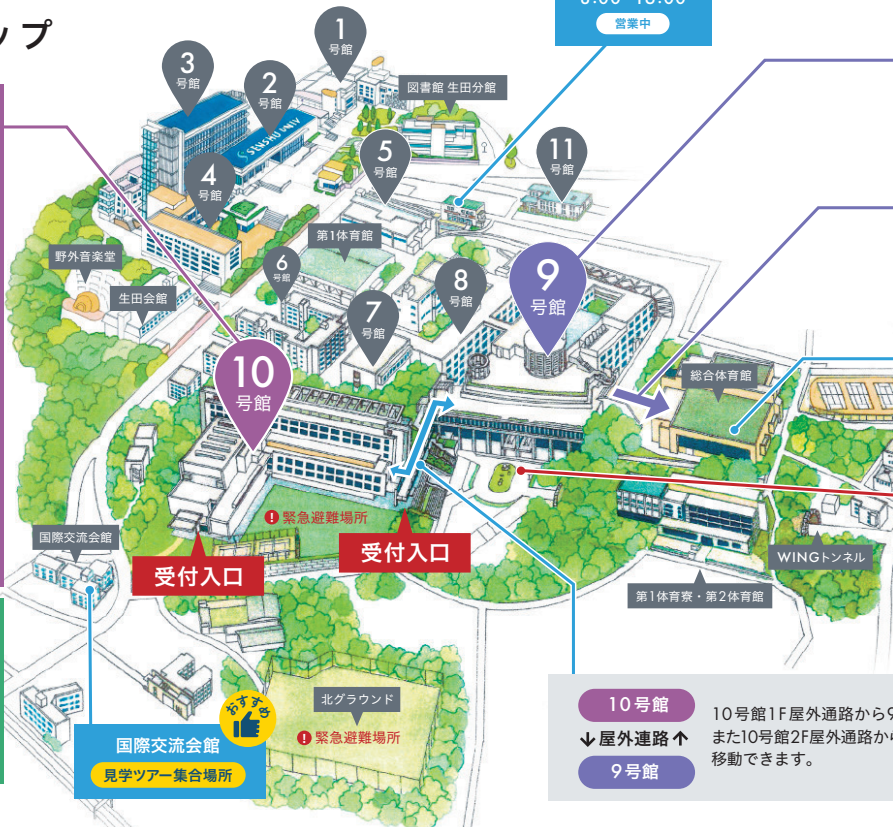 ップ
営業中
1
号館
3
号館
2
号館
図書館 生田分館
SENSHU UNIV
5
号館
11
号館
4
号館
第1体育館
野外音楽堂
6
号館
9
号館
8
号館
生田会館
7
号館
10
号館
総合体育館
緊急避難場所
国際交流会館
受付入口
受付入口
WINGトンネル
第1体育寮・第2体育館
北グラウンド
緊急避難場所
おすすめ
国際交流会館
見学ツアー集合場所
10号館
↓屋外連路↑
9号館
10号館1F屋外通路から9
また10号館2F屋外通路から
移動できます。